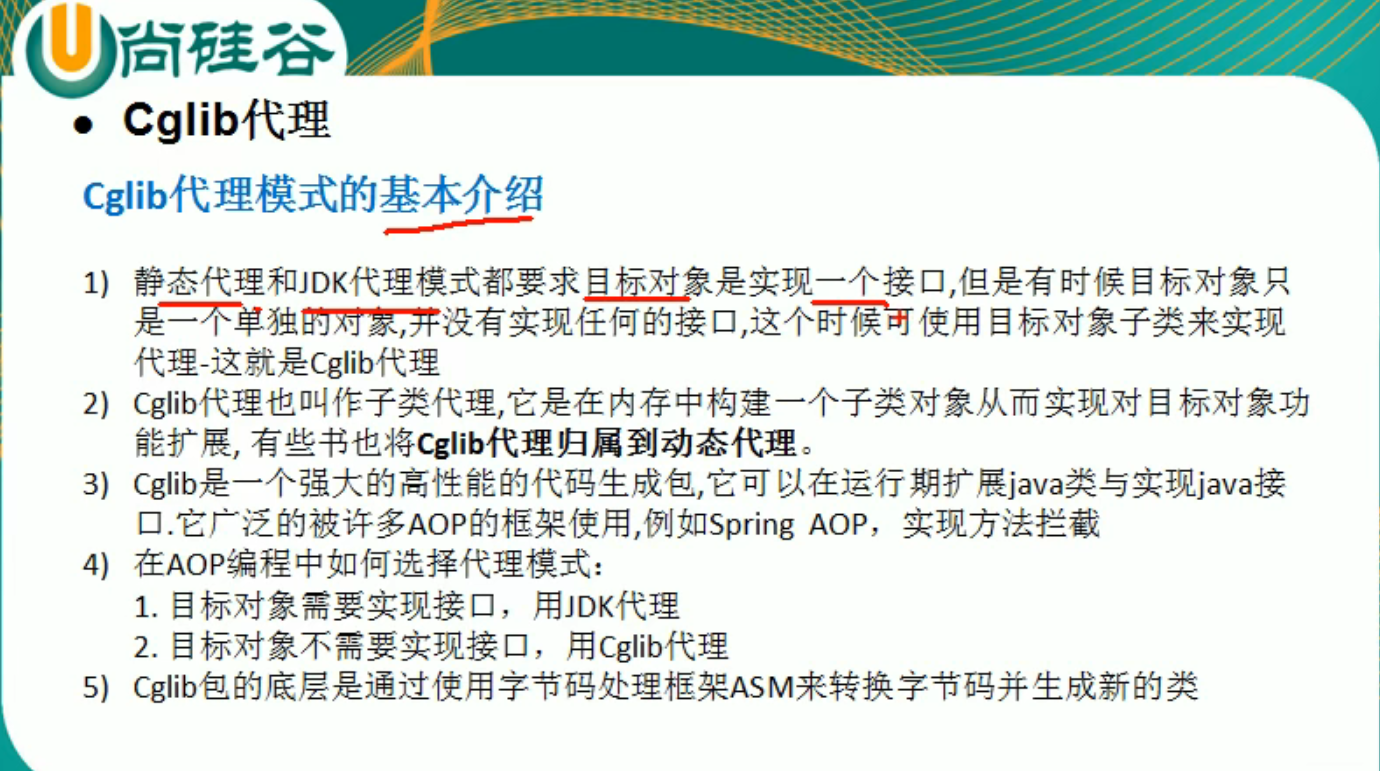 尚硅谷
● Cglib代理
Cglib代理模式的基本介绍
1) 静态代理和JDK代理模式都要求目标对象是实现一个接口,但是有时候目标对象只
是一个单独的对象,并没有实现任何的接口,这个时候可使用目标对象子类来实现
代理-这就是Cglib代理
2) Cglib代理也叫作子类代理,它是在内存中构建一个子类对象从而实现对目标对象功
能扩展, 有些书也将Cglib代理归属到动态代理。
3) Cglib是一个强大的高性能的代码生成包,它可以在运行期扩展java类与实现java接
口.它广泛的被许多AOP的框架使用,例如Spring AOP，实现方法拦截
4) 在AOP编程中如何选择代理模式：
1. 目标对象需要实现接口，用JDK代理
2. 目标对象不需要实现接口，用Cglib代理
5) Cglib包的底层是通过使用字节码处理框架ASM来转换字节码并生成新的类